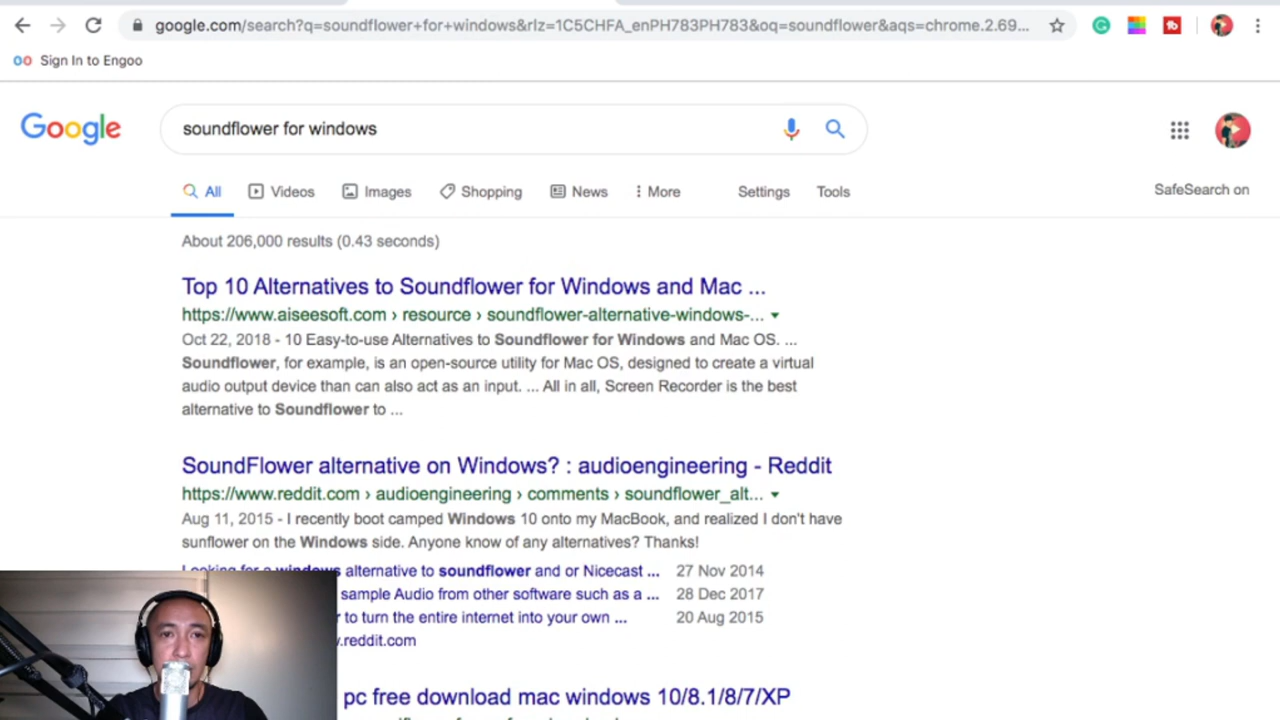 google.com/search?q=soundflower+for+windows&rlz=1C5CHFA_enPH783PH783&oq=soundflower&aqs=chrome.2.69...
Sign In to Engoo
Google
soundflower for windows
All Videos Images Shopping News More Settings Tools
SafeSearch on
About 206,000 results (0.43 seconds)
Top 10 Alternatives to Soundflower for Windows and Mac ...
https://www.aiseesoft.com › resource › soundflower-alternative-windows-...
Oct 22, 2018 - 10 Easy-to-use Alternatives to Soundflower for Windows and Mac OS. ...
Soundflower, for example, is an open-source utility for Mac OS, designed to create a virtual
audio output device than can also act as an input. ... All in all, Screen Recorder is the best
alternative to Soundflower to ...
SoundFlower alternative on Windows? : audioengineering - Reddit
https://www.reddit.com › audioengineering › comments › soundflower_alt...
Aug 11, 2015 - I recently boot camped Windows 10 onto my MacBook, and realized I don't have
sunflower on the Windows side. Anyone know of any alternatives? Thanks!
Looking for a windows alternative to soundflower and or Nicecast ... 27 Nov 2014
sample Audio from other software such as a ... 28 Dec 2017
to turn the entire internet into your own ... 20 Aug 2015
.reddit.com
pc free download mac windows 10/8.1/8/7/XP